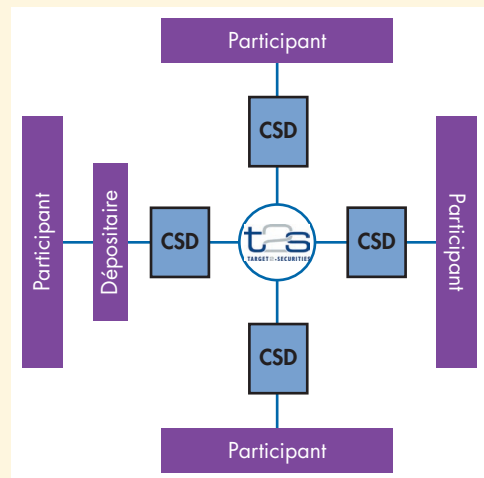 Participant
CSD
Participant
Dépositaire
CSD
t2s
TARGET2-SECURITIES
CSD
Participant
CSD
Participant